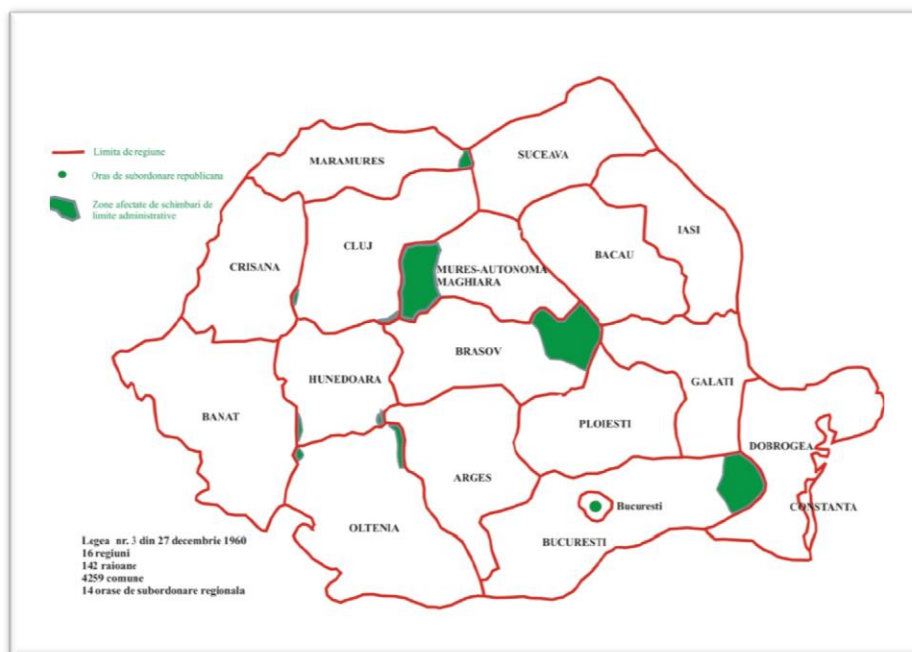 Limita de regiune
Oras de subordonare republicana
Zone afectate de schimbari de
limite administrative
MARAMURES
SUCEAVA
IASI
CLUJ
BACAU
CRISANA
MURES-AUTONOMA
MAGHIARA
BRASOV
HUNEDOARA
GALATI
BANAT
PLOIESTI
DOBROGEA
ARGES
Bucuresti
CONSTANTA
OLTENIA
BUCURESTI
Legea nr. 3 din 27 decembrie 1960
16 regiuni
142 raioane
4259 comune
14 orase de subordonare regionala